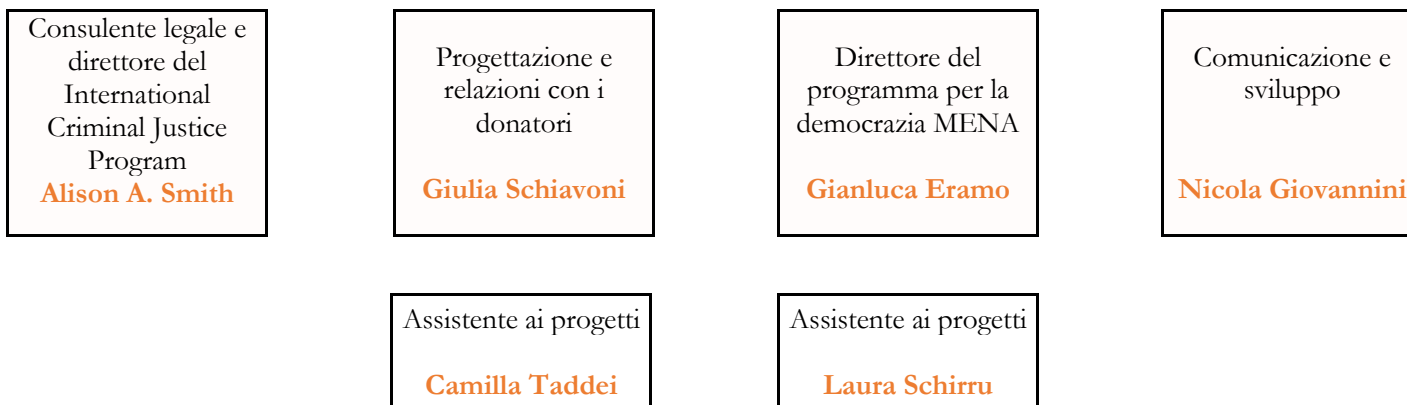 Consulente legale e
direttore del
International
Criminal Justice
Program
Alison A. Smith
Progettazione e
relazioni con i
donatori
Giulia Schiavoni
Direttore del
programma per la
democrazia MENA
Gianluca Eramo
Comunicazione e
sviluppo
Nicola Giovannini
Assistente ai progetti
Camilla Taddei
Assistente ai progetti
Laura Schirru